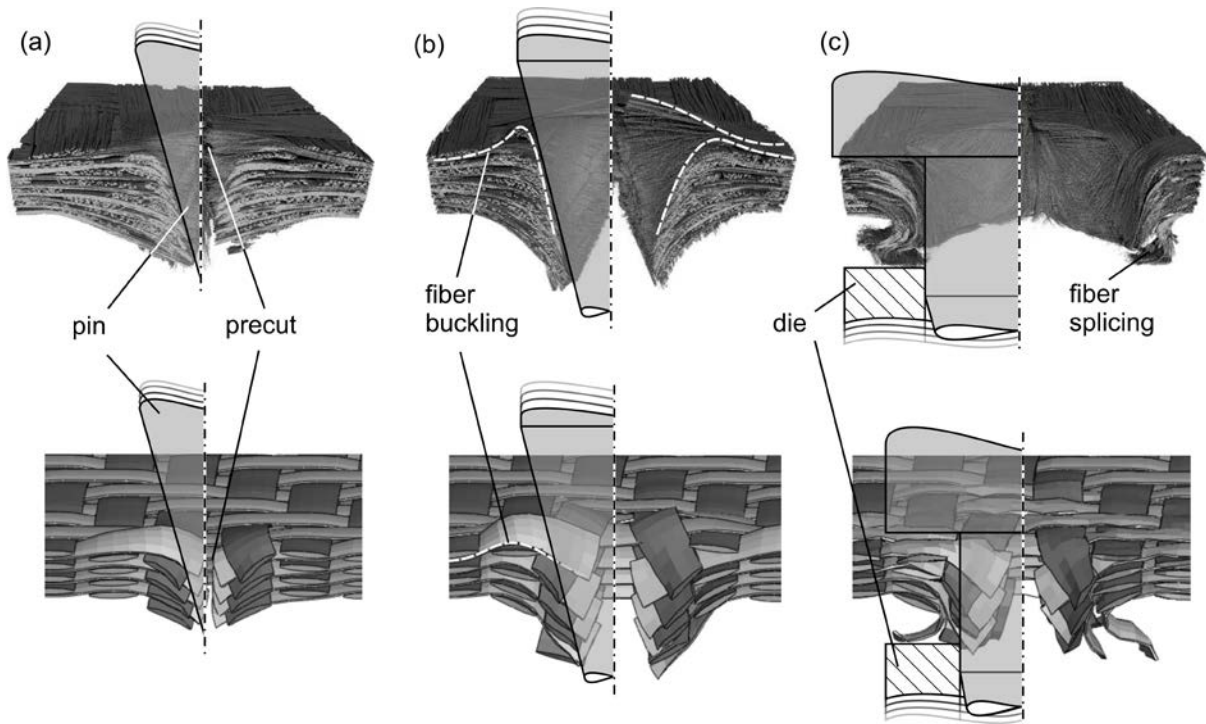 (a)
(b)
(c)
pin
precut
fiber
buckling
die
fiber
splicing